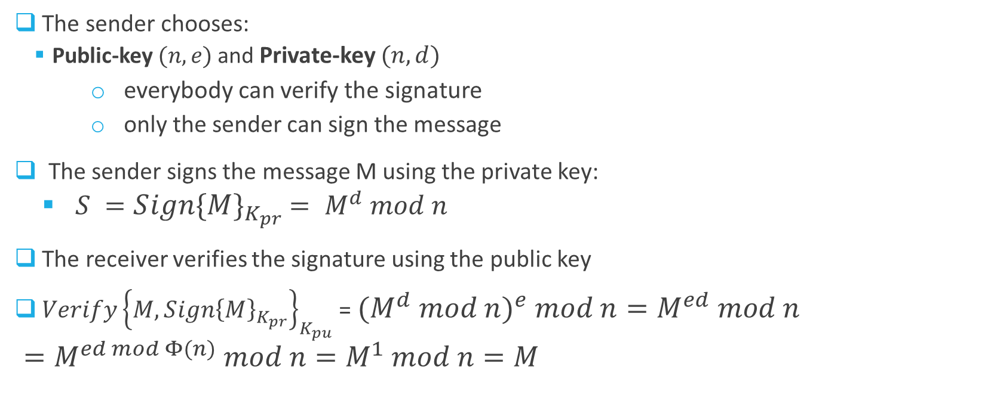 ❑ The sender chooses:
▪ Public-key (n, e) and Private-key (n, d)
o everybody can verify the signature
o only the sender can sign the message
❑ The sender signs the message M using the private key:
▪ S = Sign{M}_{K_{pr}} = M^d mod n
❑ The receiver verifies the signature using the public key
❑ Verify{M, Sign{M}_{K_{pr}}}_{K_{pu}} = (M^d mod n)^e mod n = M^{ed} mod n
= M^{ed mod Φ(n)} mod n = M^1 mod n = M